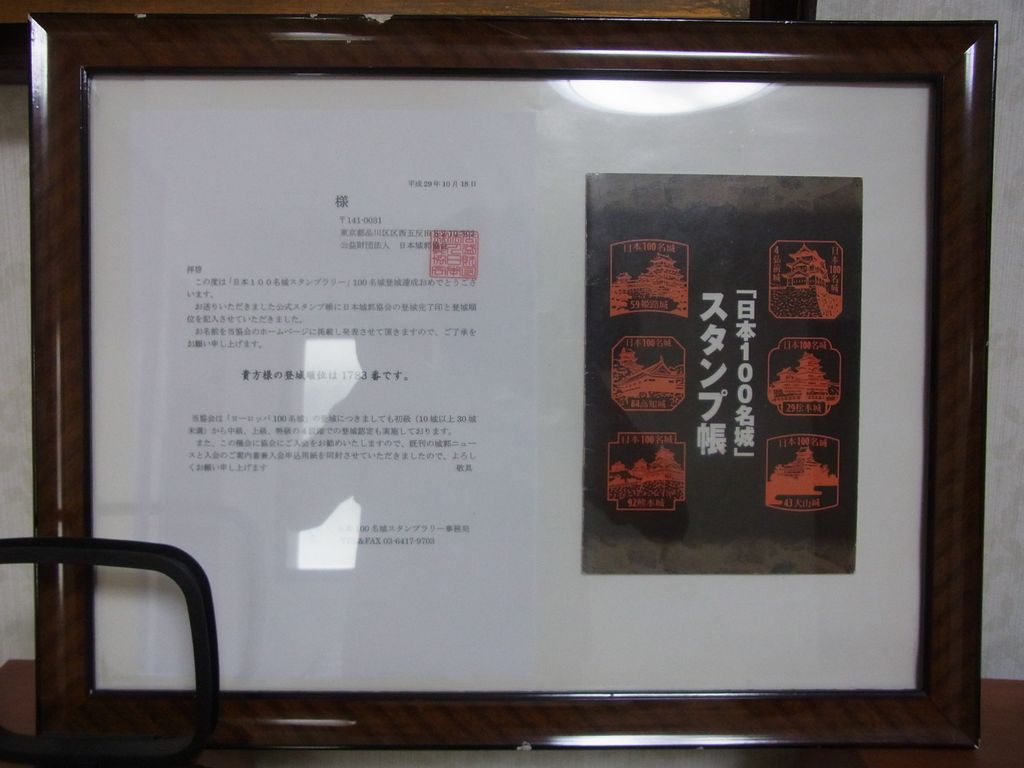 平成29年10月18日
様
〒141-0031
東京都品川区区西五反田8-2-10-302
公益財団法人 日本城郭協会
拝啓
この度は「日本１００名城スタンプラリー」100名城登城達成おめでとうござ
います。
お送りいただきました公式スタンプ帳に日本城郭協会の登城完了印と登城順
位を記入させていただきました。
お名前を当協会のホームページに掲載し発表させて頂きますので、ご了承を
お願い申し上げます。
貴方様の登城順位は1783番です。
当協会は「ヨーロッパ100名城」の登城につきましても初級（10城以上30城
未満）から中級、上級、特級の4段階での登城認定も実施しております。
また、この機会に協会にご入会をお勧めいたしますので、既刊の城郭ニュー
スと入会のご案内書兼入会申込用紙を同封させていただきましたので、よろし
くお願い申し上げます 敬具
100名城スタンプラリー事務局
TEL&FAX 03-6417-9703
「日本100名城」
スタンプ帳
日本100名城
59姫路城
日本100名城
4弘前城
日本100名城
84高知城
日本100名城
29松本城
日本100名城
92熊本城
日本100名城
43犬山城